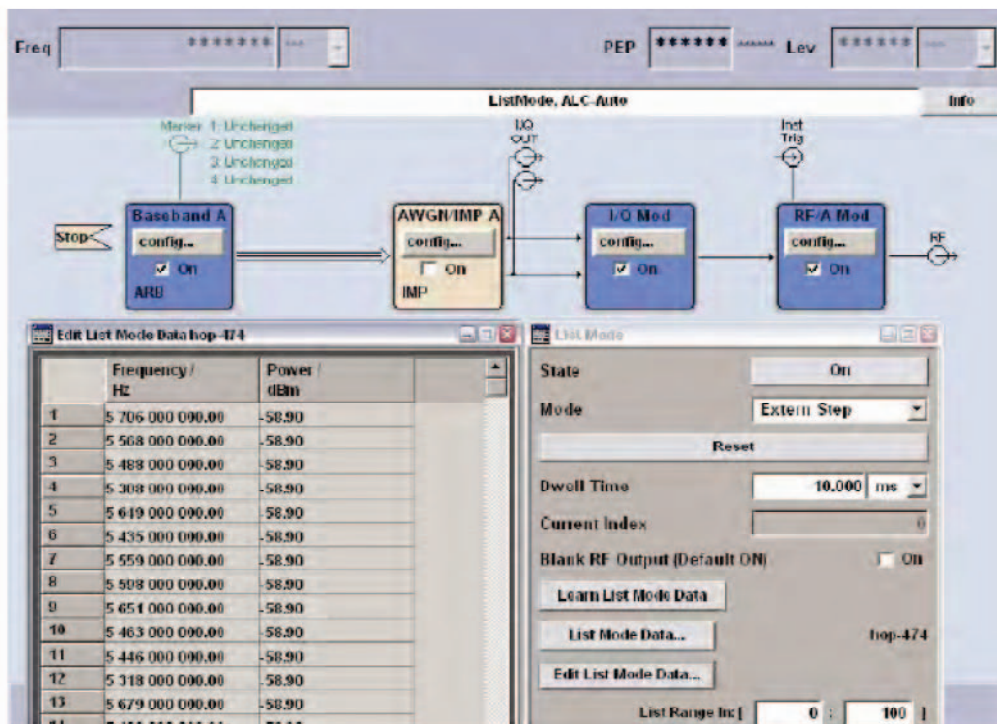 Freq ******* --- PEP ****** ------ Lev ****** ---
ListMode, ALC-Auto Info
Marker 1: Unchanged
2: Unchanged
3: Unchanged
4: Unchanged
I/Q
OUT
Inst
Trig
Stop
Baseband A
config...
On
ARB
AWGN/IMP A
config...
On
IMP
I/Q Mod
config...
On
RF/A Mod
config...
On
RF
Edit List Mode Data hop-474
Frequency / Hz Power / dBm
1 5 706 000 000.00 -58.90
2 5 568 000 000.00 -58.90
3 5 488 000 000.00 -58.90
4 5 308 000 000.00 -58.90
5 5 619 000 000.00 -58.90
6 5 435 000 000.00 -58.90
7 5 559 000 000.00 -58.90
8 5 598 000 000.00 -58.90
9 5 651 000 000.00 -58.90
10 5 463 000 000.00 -58.90
11 5 446 000 000.00 -58.90
12 5 318 000 000.00 -58.90
13 5 679 000 000.00 -58.90
List Mode
State On
Mode Extern Step
Reset
Dwell Time 10.000 ms
Current Index 0
Blank RF Output (Default ON) On
Learn List Mode Data
List Mode Data... hop-474
Edit List Mode Data...
List Range In: [ 0 : 100 ]